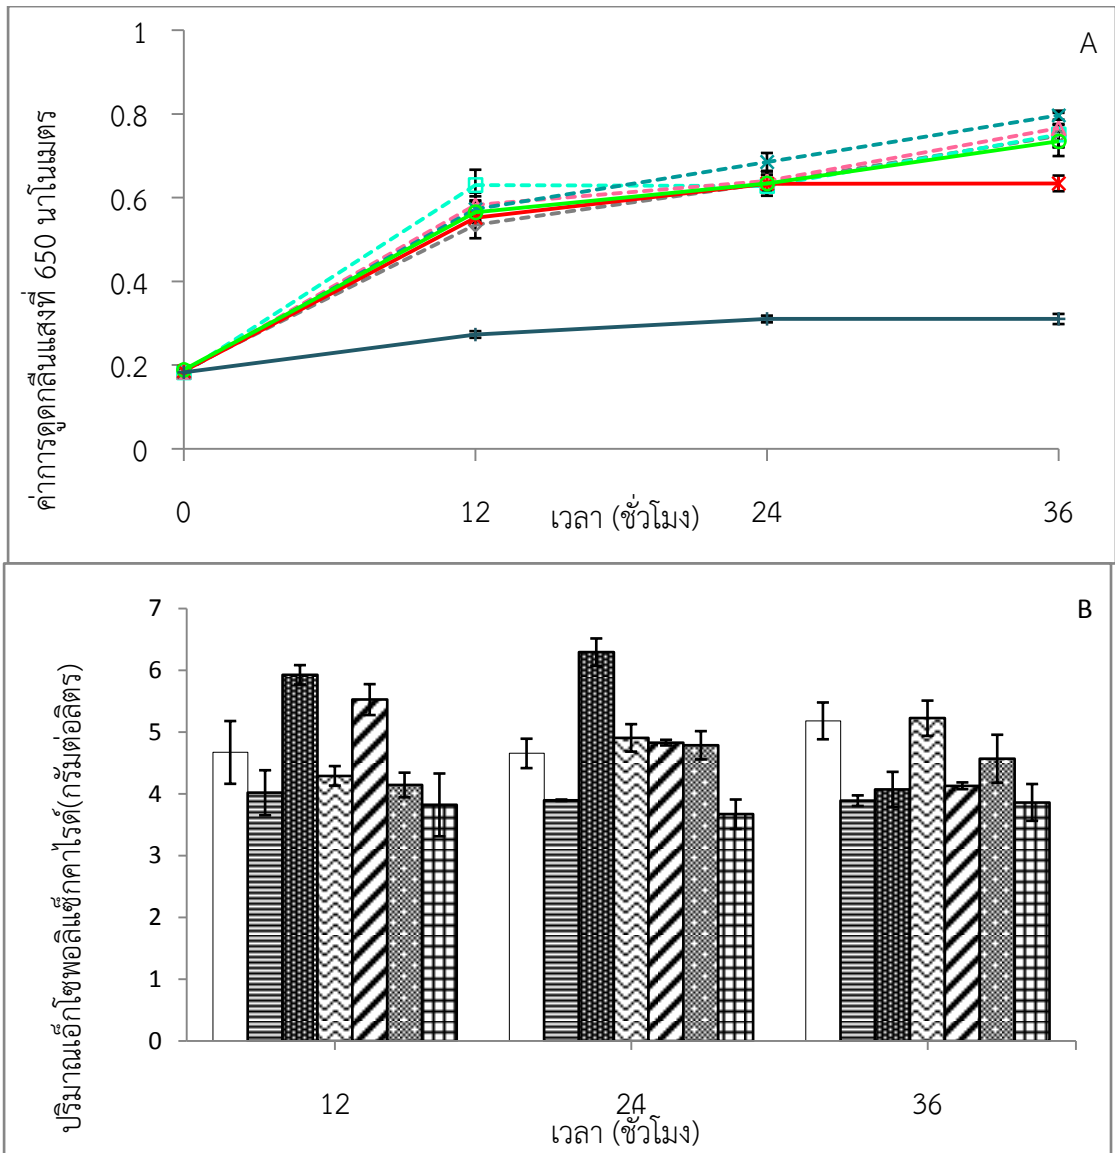 A
ค่าการดูดกลืนแสงที่ 650 นาโนเมตร
1
0.8
0.6
0.4
0.2
0
0 12 24 36
เวลา (ชั่วโมง)
B
ปริมาณเอ็กโซพอลิแซ็กคาไรด์(กรัมต่อลิตร)
7
6
5
4
3
2
1
0
12 24 36
เวลา (ชั่วโมง)